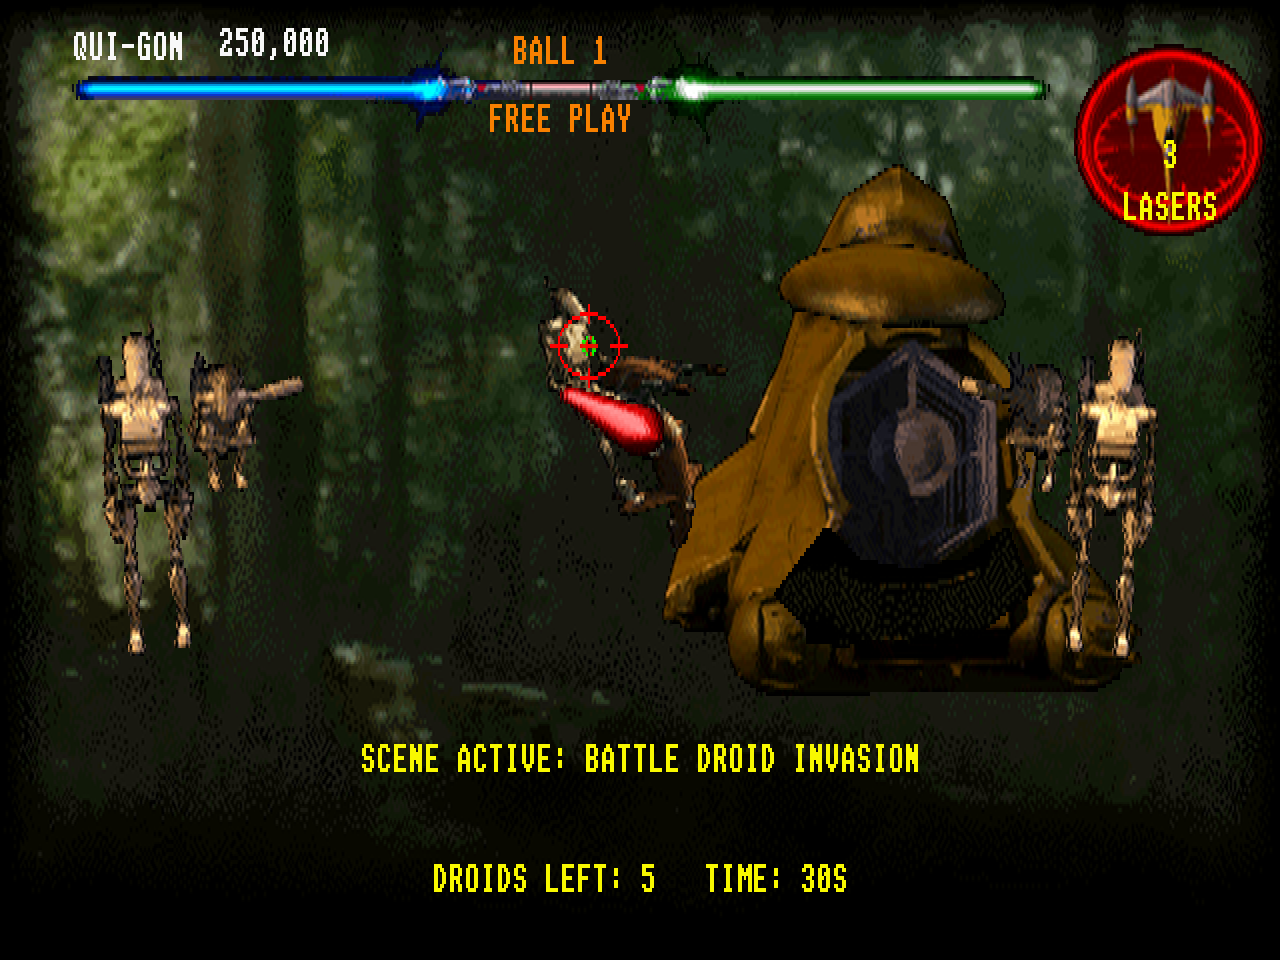 QUI-GON 250,000
BALL 1
FREE PLAY
3
LASERS
SCENE ACTIVE: BATTLE DROID INVASION
DROIDS LEFT: 5 TIME: 30S